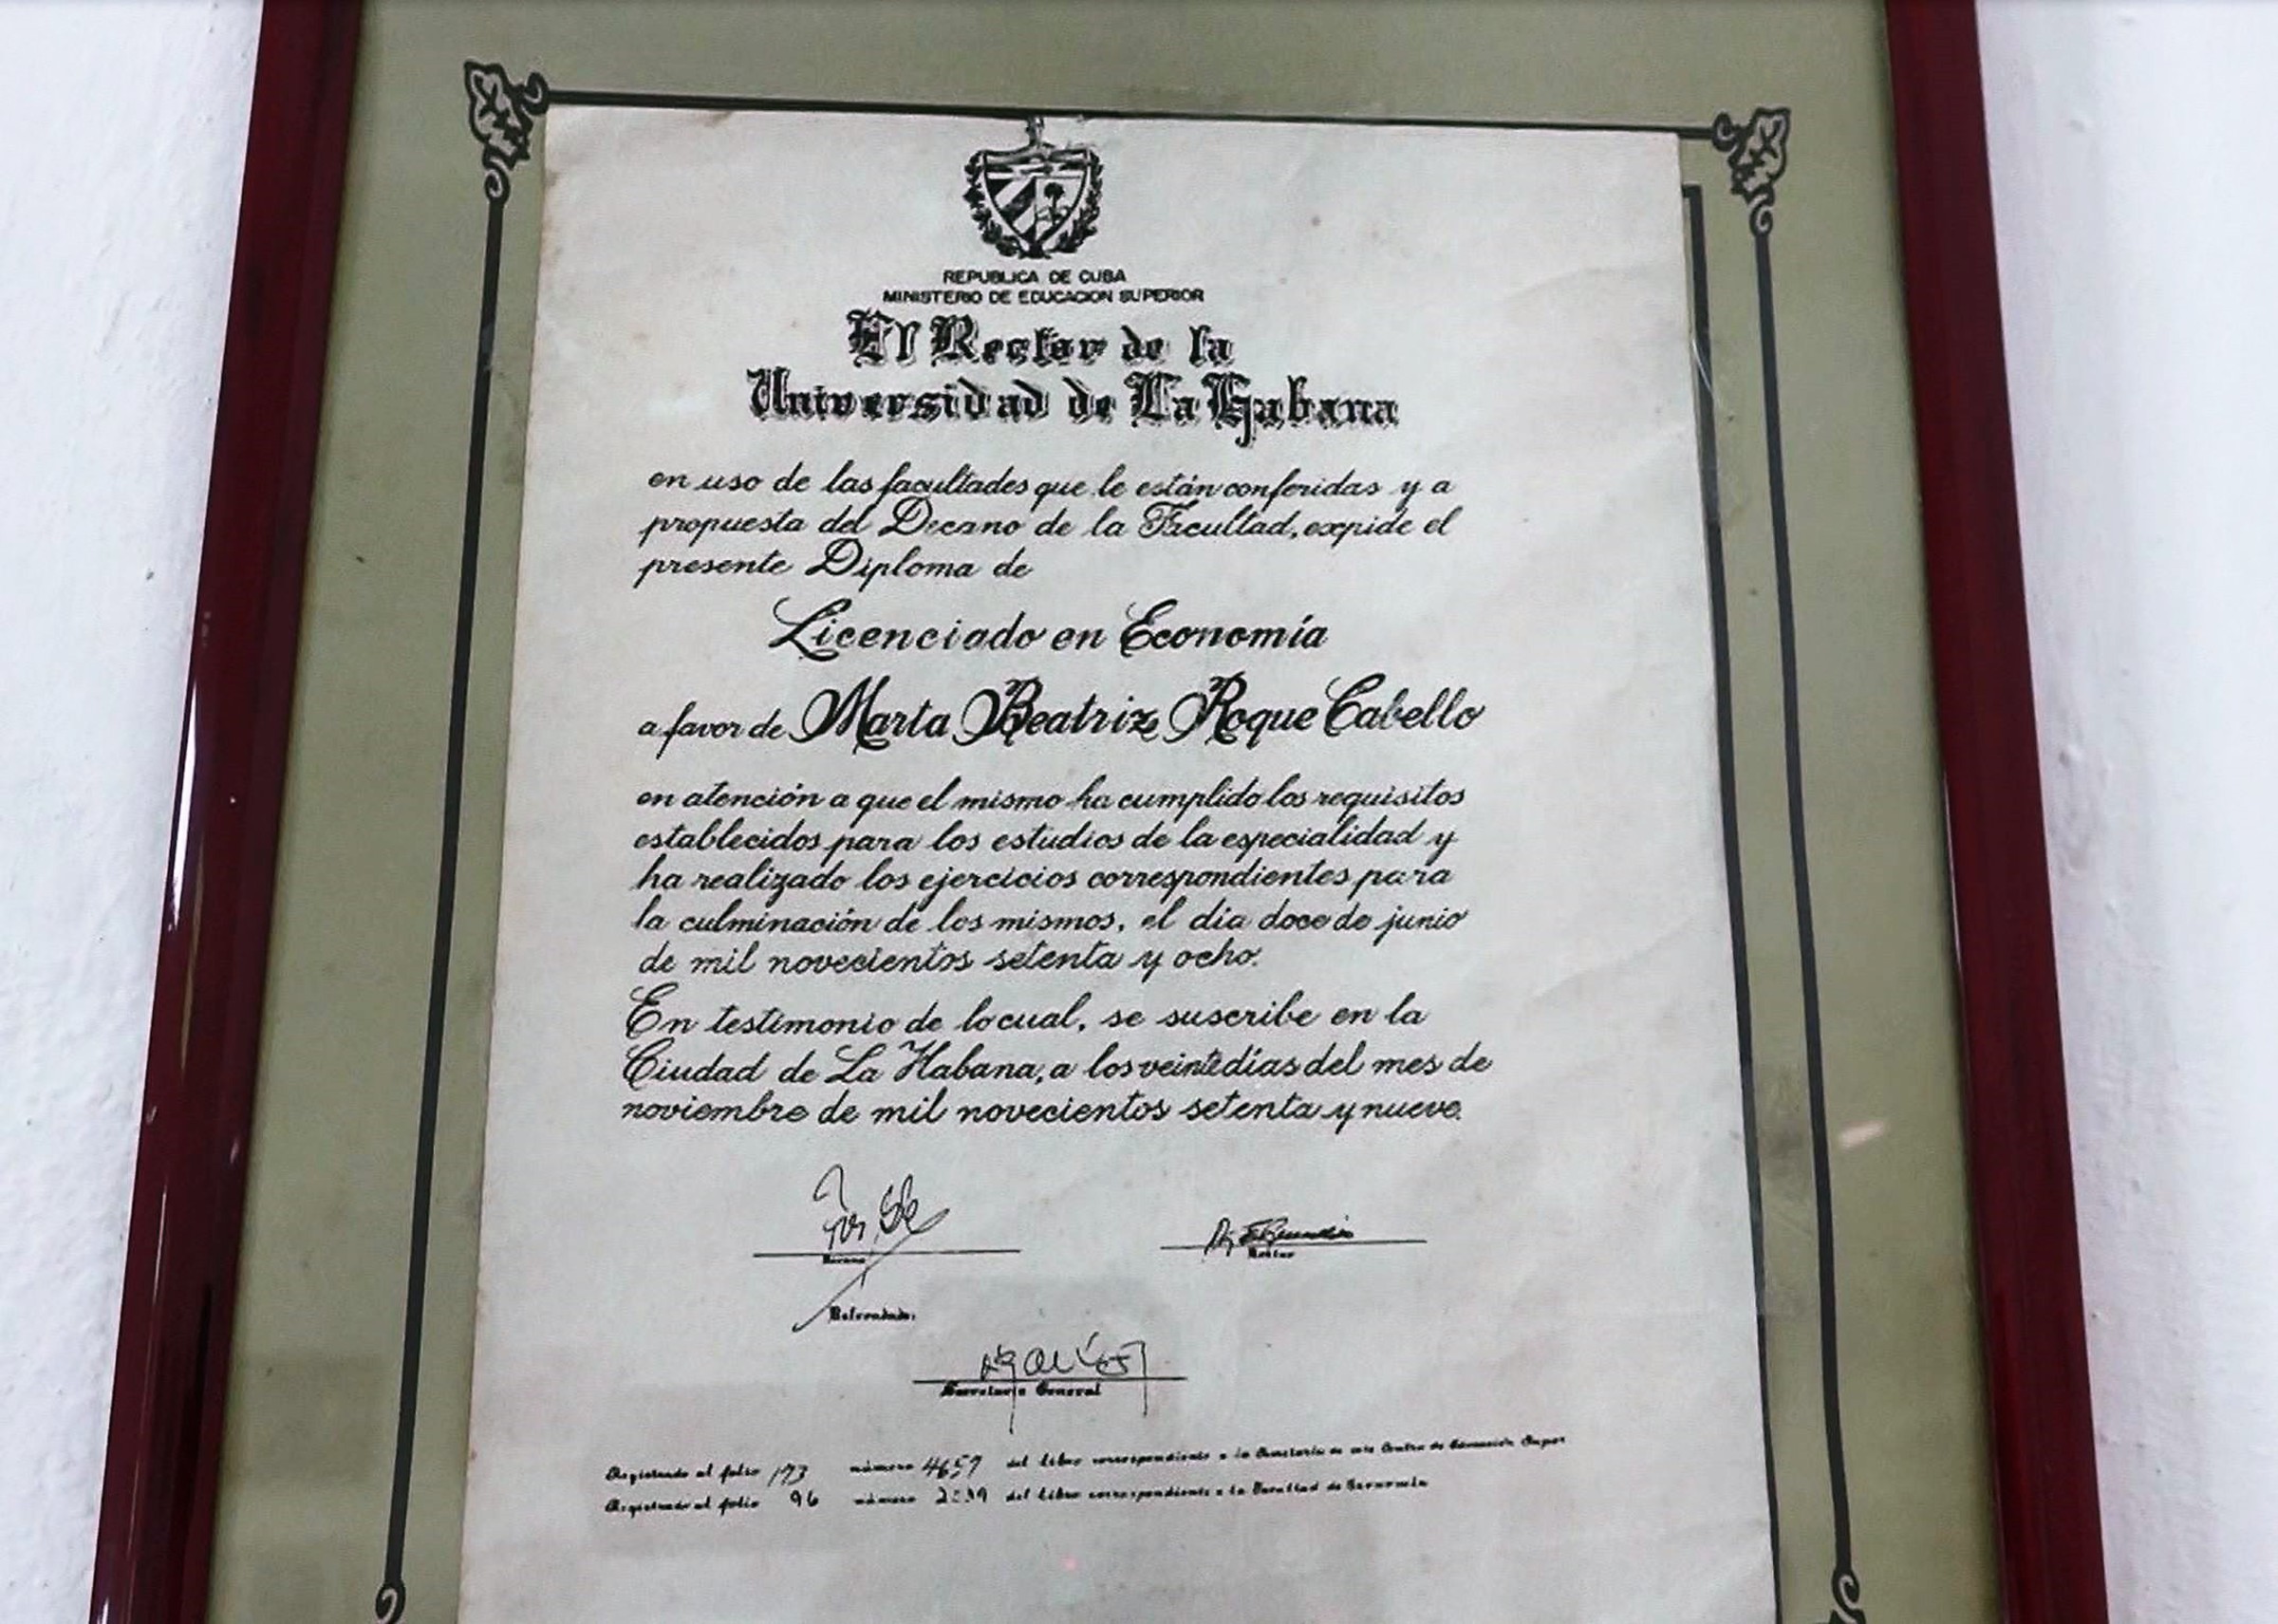 REPUBLICA DE CUBA
MINISTERIO DE EDUCACION SUPERIOR
El Rector de la
Universidad de La Habana
en uso de las facultades que le están conferidas y a
propuesta del Decano de la Facultad, expide el
presente Diploma de
Licenciado en Economía
a favor de Marta Beatriz Roque Cabello
en atención a que el mismo ha cumplido los requisitos
establecidos para los estudios de la especialidad y
ha realizado los ejercicios correspondientes para
la culminación de los mismos, el dia doce de junio
de mil novecientos setenta y ocho.
En testimonio de lo cual, se suscribe en la
Ciudad de La Habana, a los veinte días del mes de
noviembre de mil novecientos setenta y nueve.
Decano Rector
Refrendado:
Secretario General
Registrado al folio 173 número del libro correspondiente a la Secretaría de este Centro de Educación Super
Registrado al folio 96 número del libro correspondiente a la Facultad de Economía